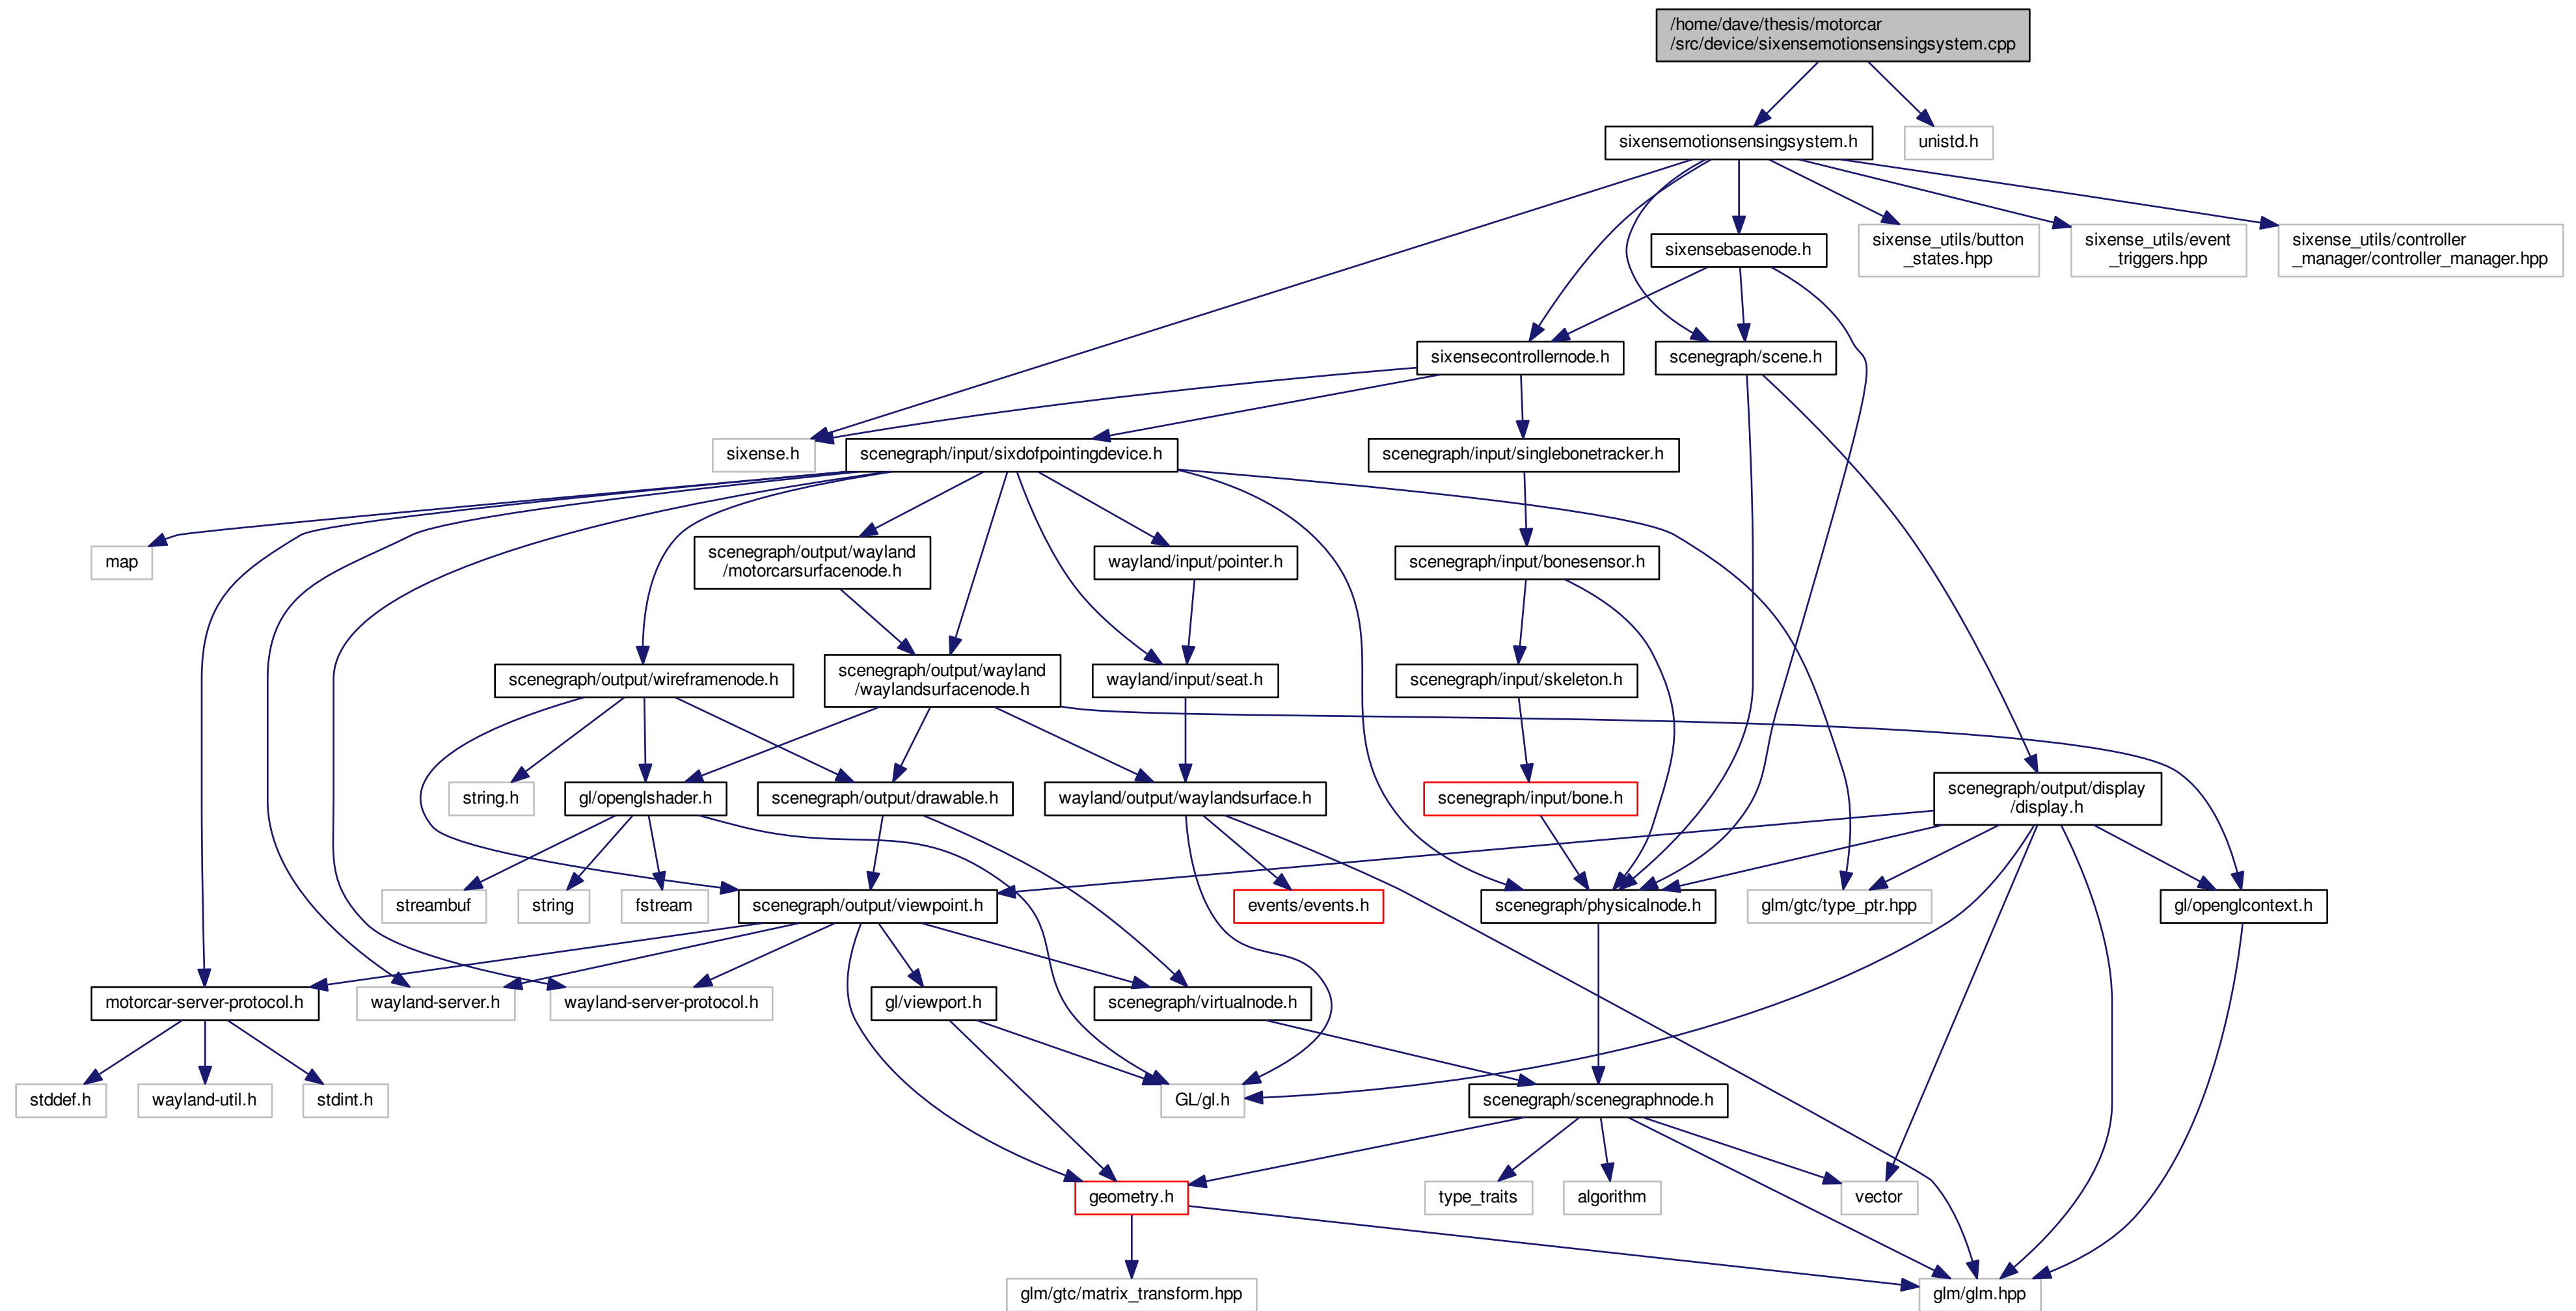 /home/dave/thesis/motorcar
/src/device/sixensemotionsensingsystem.cpp
sixensemotionsensingsystem.h
unistd.h
sixensebasenode.h
sixense_utils/button
_states.hpp
sixense_utils/event
_triggers.hpp
sixense_utils/controller
_manager/controller_manager.hpp
sixensecontrollernode.h
scenegraph/scene.h
sixense.h
scenegraph/input/sixdofpointingdevice.h
scenegraph/input/singlebonetracker.h
map
scenegraph/output/wayland
/motorcarsurfacenode.h
wayland/input/pointer.h
scenegraph/input/bonesensor.h
scenegraph/output/wireframenode.h
scenegraph/output/wayland
/waylandsurfacenode.h
wayland/input/seat.h
scenegraph/input/skeleton.h
string.h
gl/openglshader.h
scenegraph/output/drawable.h
wayland/output/waylandsurface.h
scenegraph/input/bone.h
scenegraph/output/display
/display.h
streambuf
string
fstream
scenegraph/output/viewpoint.h
events/events.h
scenegraph/physicalnode.h
glm/gtc/type_ptr.hpp
gl/openglcontext.h
motorcar-server-protocol.h
wayland-server.h
wayland-server-protocol.h
gl/viewport.h
scenegraph/virtualnode.h
stddef.h
wayland-util.h
stdint.h
GL/gl.h
scenegraph/scenegraphnode.h
geometry.h
type_traits
algorithm
vector
glm/gtc/matrix_transform.hpp
glm/glm.hpp